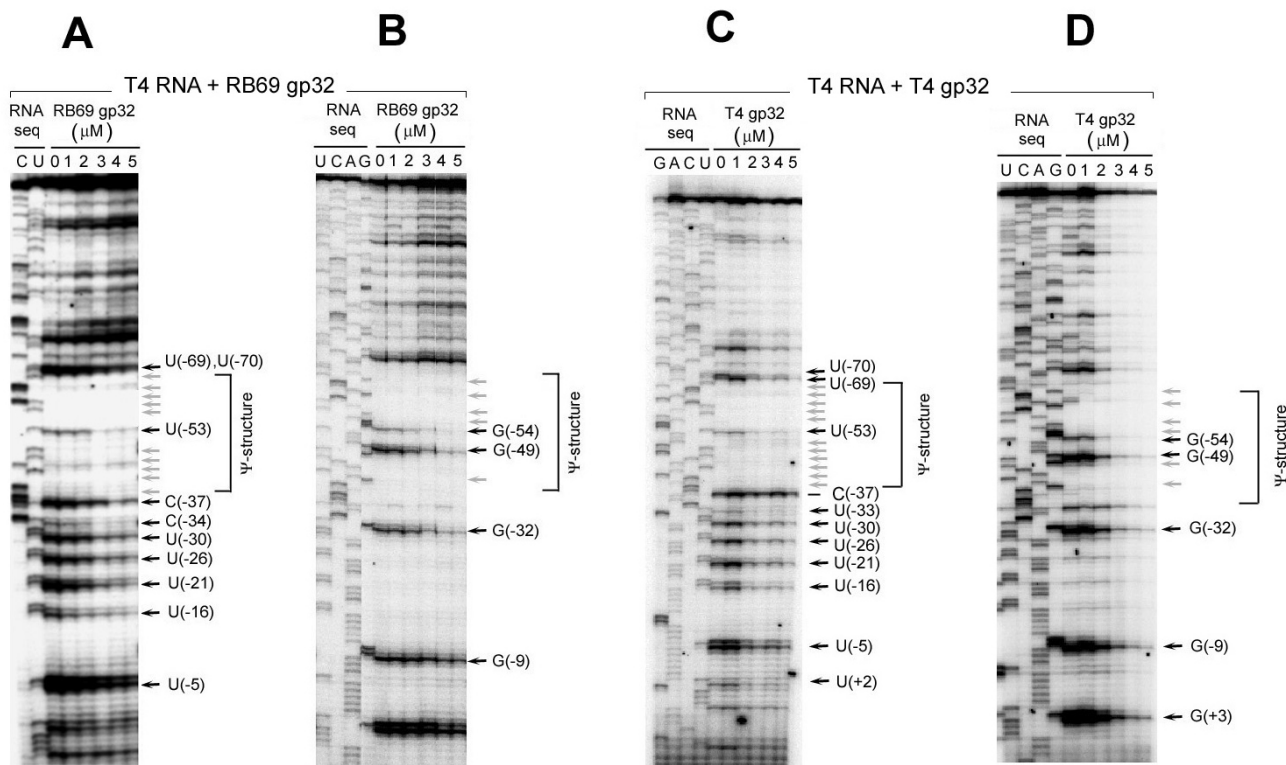 A
B
C
D
T4 RNA + RB69 gp32
T4 RNA + T4 gp32
RNA seq
RB69 gp32 (μM)
C U 0 1 2 3 4 5
U(-69),U(-70)
U(-53)
C(-37)
C(-34)
U(-30)
U(-26)
U(-21)
U(-16)
U(-5)
Ψ-structure
RNA seq
RB69 gp32 (μM)
U C A G 0 1 2 3 4 5
G(-54)
G(-49)
G(-32)
G(-9)
Ψ-structure
RNA seq
T4 gp32 (μM)
G A C U 0 1 2 3 4 5
U(-70)
U(-69)
U(-53)
C(-37)
U(-33)
U(-30)
U(-26)
U(-21)
U(-16)
U(-5)
U(+2)
Ψ-structure
RNA seq
T4 gp32 (μM)
U C A G 0 1 2 3 4 5
G(-54)
G(-49)
G(-32)
G(-9)
G(+3)
Ψ-structure